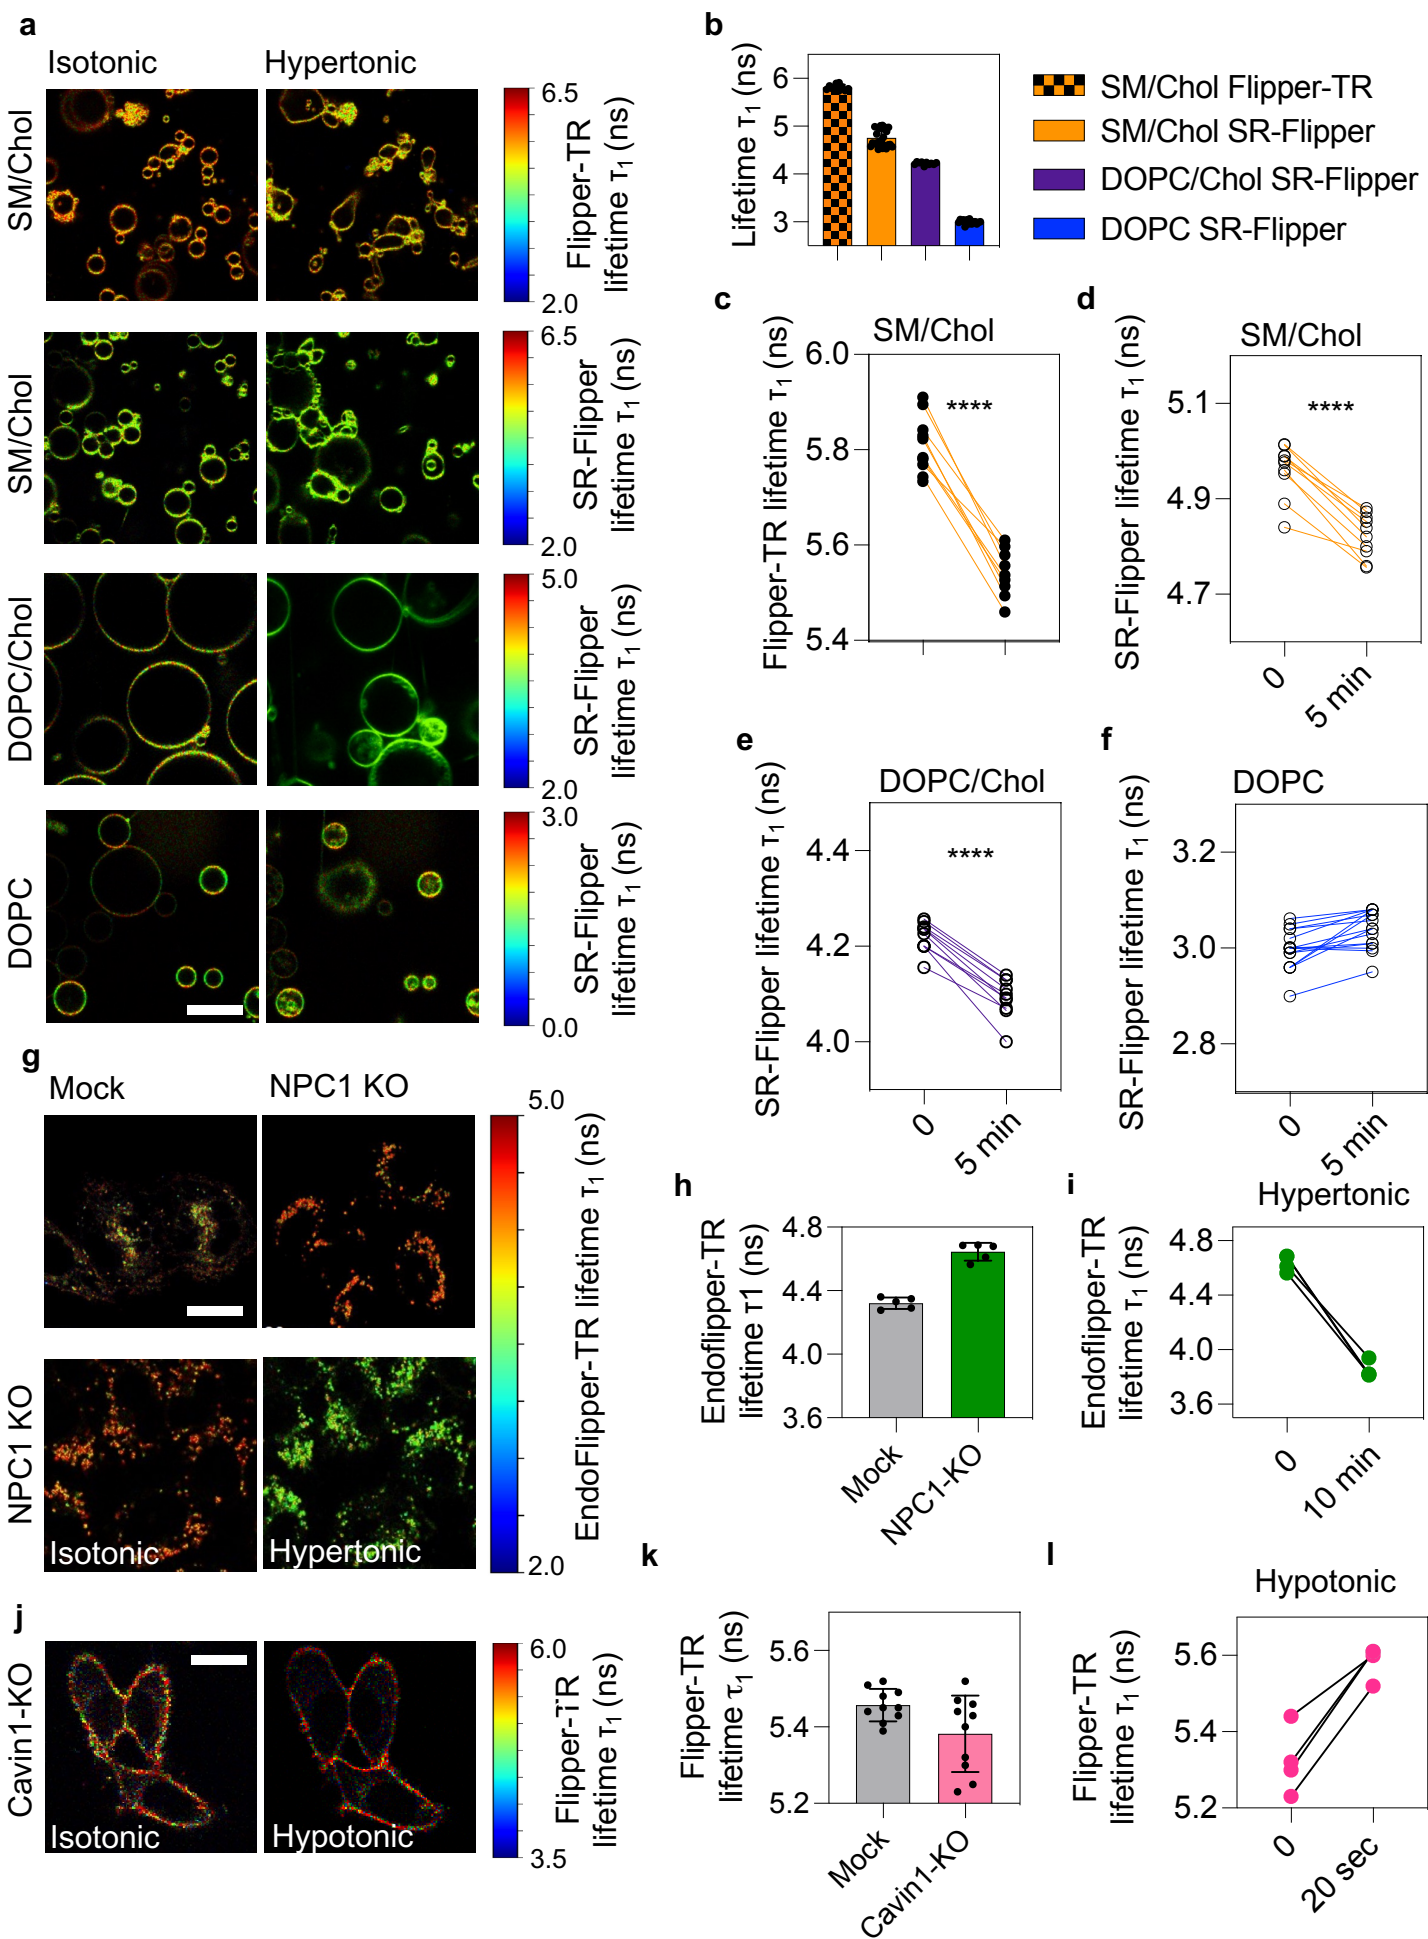 a
Isotonic
Hypertonic
SM/Chol
6.5
2.0
Flipper-TR
lifetime τ1 (ns)
SM/Chol
6.5
2.0
SR-Flipper
lifetime τ1 (ns)
DOPC/Chol
5.0
2.0
SR-Flipper
lifetime τ1 (ns)
DOPC
3.0
0.0
SR-Flipper
lifetime τ1 (ns)
b
Lifetime τ1 (ns)
6
5
4
3
SM/Chol Flipper-TR
SM/Chol SR-Flipper
DOPC/Chol SR-Flipper
DOPC SR-Flipper
c
SM/Chol
Flipper-TR lifetime τ1 (ns)
6.0
5.8
5.6
5.4
****
d
SM/Chol
SR-Flipper lifetime τ1 (ns)
5.1
4.9
4.7
****
0
5 min
e
DOPC/Chol
SR-Flipper lifetime τ1 (ns)
4.4
4.2
4.0
****
0
5 min
f
DOPC
SR-Flipper lifetime τ1 (ns)
3.2
3.0
2.8
0
5 min
g
Mock
NPC1 KO
NPC1 KO
Isotonic
Hypertonic
5.0
2.0
EndoFlipper-TR lifetime τ1 (ns)
h
Endoflipper-TR
lifetime τ1 (ns)
4.8
4.4
4.0
3.6
Mock
NPC1-KO
i
Hypertonic
Endoflipper-TR
lifetime τ1 (ns)
4.8
4.4
4.0
3.6
0
10 min
j
Cavin1-KO
Isotonic
Hypotonic
6.0
3.5
Flipper-TR
lifetime τ1 (ns)
k
Flipper-TR
lifetime τ1 (ns)
5.6
5.4
5.2
Mock
Cavin1-KO
l
Hypotonic
Flipper-TR
lifetime τ1 (ns)
5.6
5.4
5.2
0
20 sec